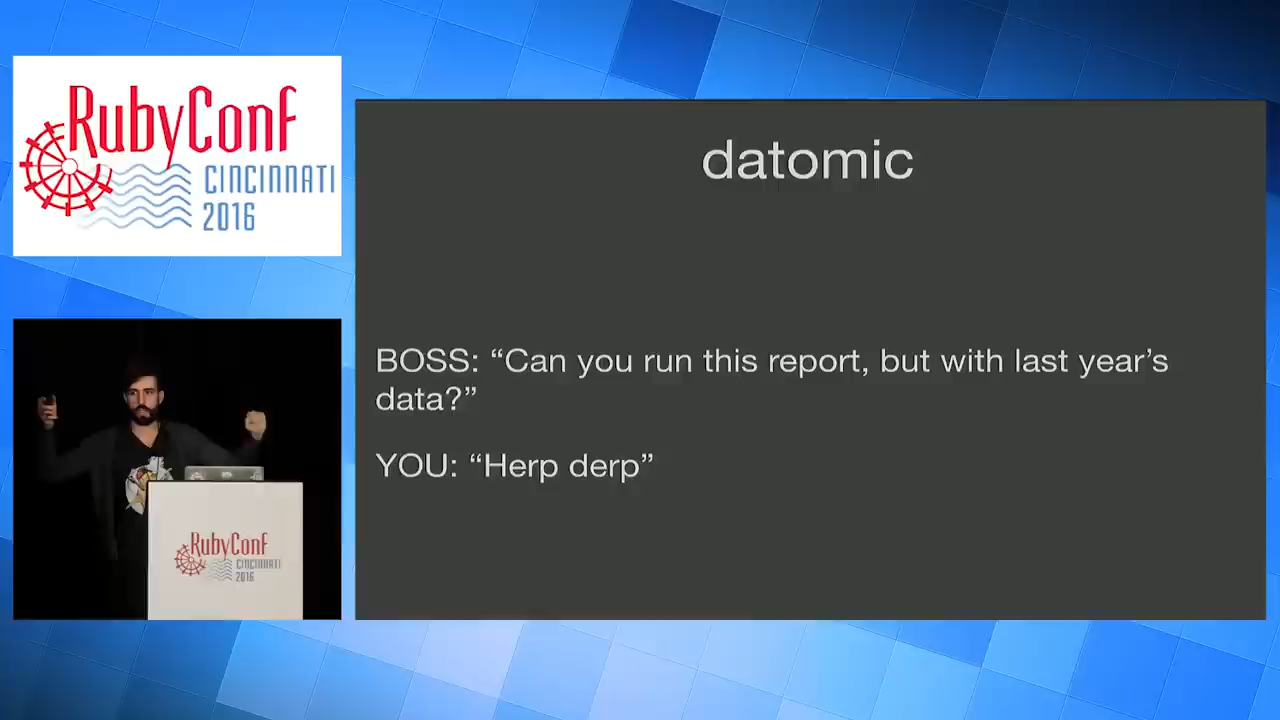 RubyConf
CINCINNATI
2016
datomic
BOSS: “Can you run this report, but with last year’s
data?”
YOU: “Herp derp”
RubyConf
CINCINNATI
2016